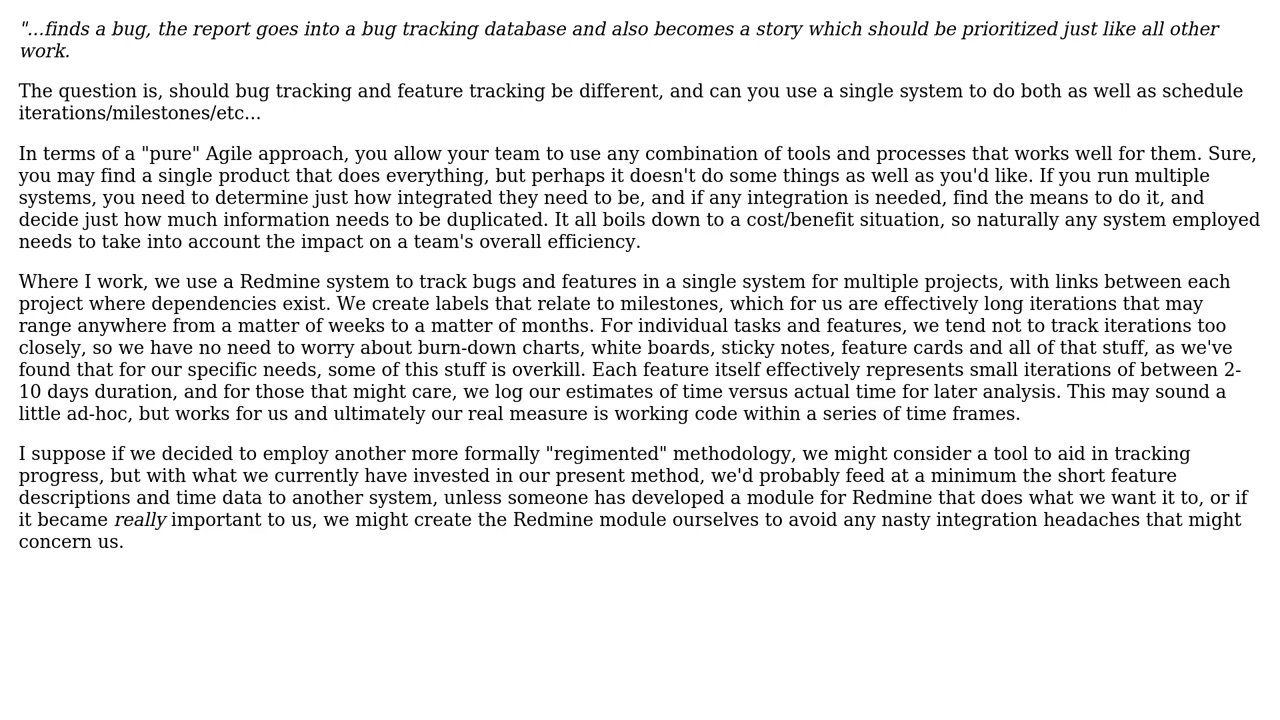 "...finds a bug, the report goes into a bug tracking database and also becomes a story which should be prioritized just like all other
work.
The question is, should bug tracking and feature tracking be different, and can you use a single system to do both as well as schedule
iterations/milestones/etc...
In terms of a "pure" Agile approach, you allow your team to use any combination of tools and processes that works well for them. Sure,
you may find a single product that does everything, but perhaps it doesn't do some things as well as you'd like. If you run multiple
systems, you need to determine just how integrated they need to be, and if any integration is needed, find the means to do it, and
decide just how much information needs to be duplicated. It all boils down to a cost/benefit situation, so naturally any system employed
needs to take into account the impact on a team's overall efficiency.
Where I work, we use a Redmine system to track bugs and features in a single system for multiple projects, with links between each
project where dependencies exist. We create labels that relate to milestones, which for us are effectively long iterations that may
range anywhere from a matter of weeks to a matter of months. For individual tasks and features, we tend not to track iterations too
closely, so we have no need to worry about burn-down charts, white boards, sticky notes, feature cards and all of that stuff, as we've
found that for our specific needs, some of this stuff is overkill. Each feature itself effectively represents small iterations of between 2-
10 days duration, and for those that might care, we log our estimates of time versus actual time for later analysis. This may sound a
little ad-hoc, but works for us and ultimately our real measure is working code within a series of time frames.
I suppose if we decided to employ another more formally "regimented" methodology, we might consider a tool to aid in tracking
progress, but with what we currently have invested in our present method, we'd probably feed at a minimum the short feature
descriptions and time data to another system, unless someone has developed a module for Redmine that does what we want it to, or if
it became really important to us, we might create the Redmine module ourselves to avoid any nasty integration headaches that might
concern us.